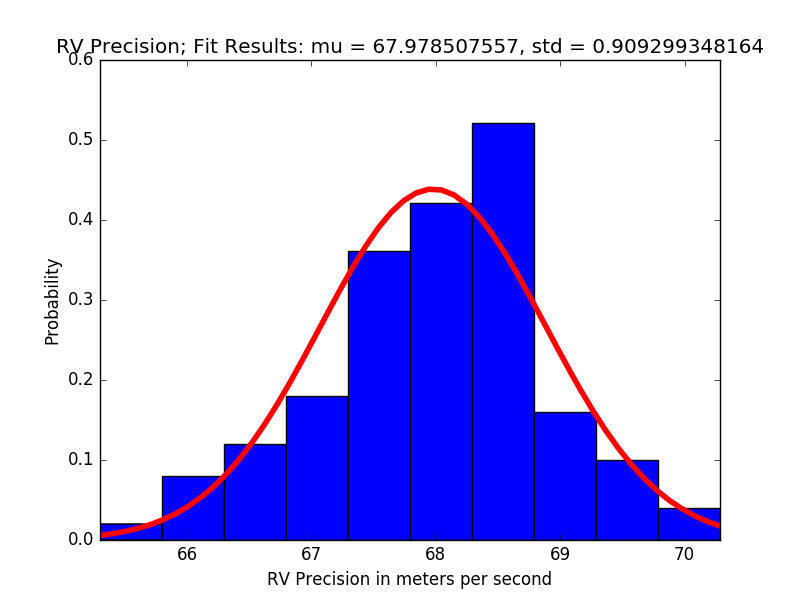 RV Precision; Fit Results: mu = 67.978507557, std = 0.909299348164
0.6
0.5
0.4
0.3
0.2
0.1
0.0
Probability
66 67 68 69 70
RV Precision in meters per second